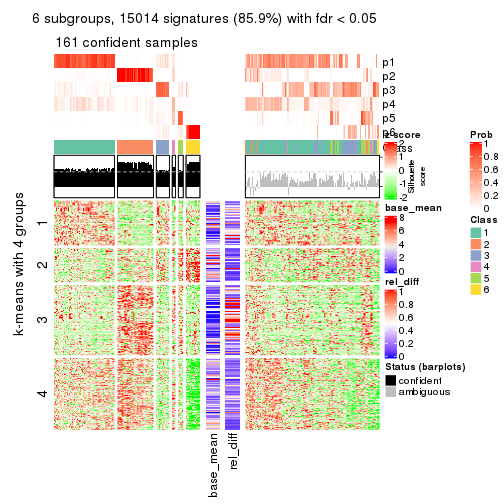 6 subgroups, 15014 signatures (85.9%) with fdr < 0.05
161 confident samples
p1
p2
p3
p4
p5
p6
Class
Silhouette
score
k-means with 4 groups
1
2
3
4
base_mean
rel_diff
z-score
2
1
0
-1
-2
base_mean
8
6
4
2
0
rel_diff
1
0.8
0.6
0.4
0.2
0
Status (barplots)
confident
ambiguous
Prob
1
0.8
0.6
0.4
0.2
0
Class
1
2
3
4
5
6